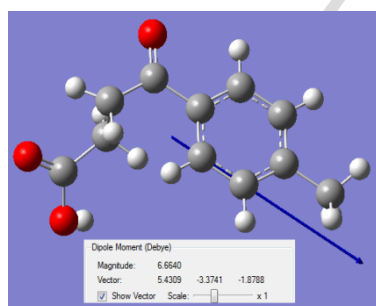 Dipole Moment (Debye)
Magnitude: 6.6640
Vector: 5.4309 -3.3741 -1.8788
Show Vector Scale: x 1